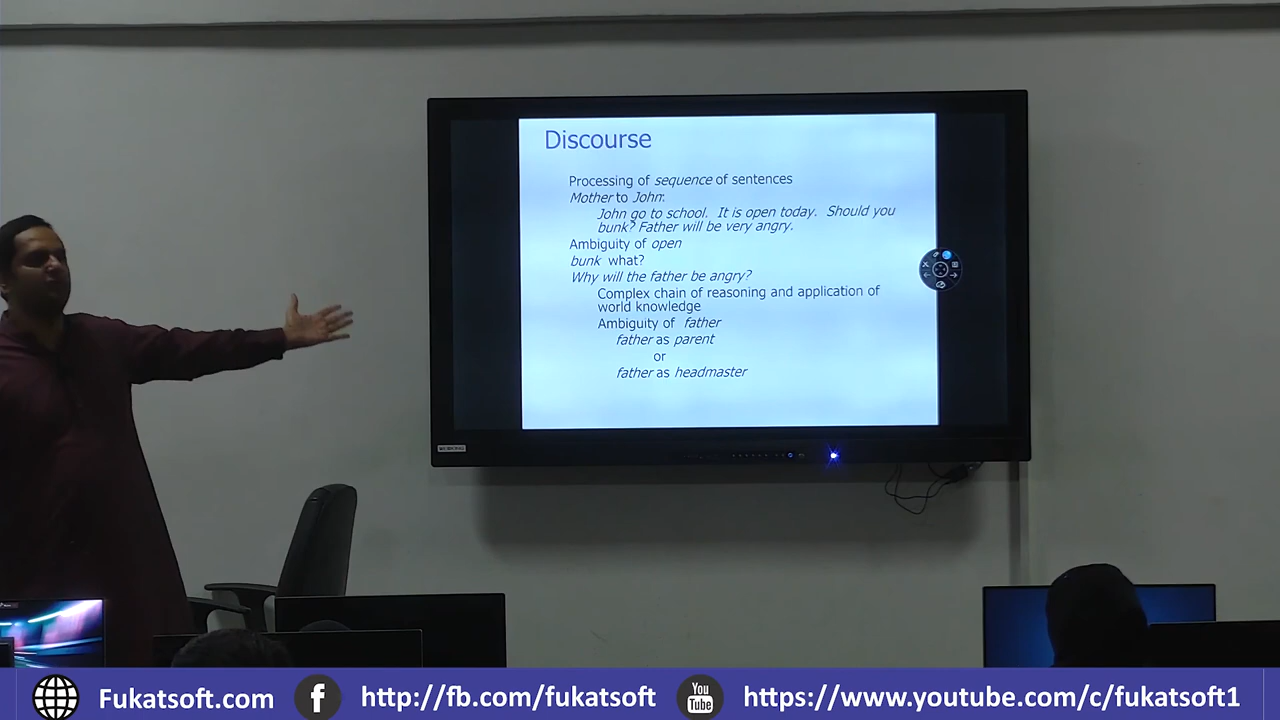 Discourse
Processing of sequence of sentences
Mother to John:
John go to school. It is open today. Should you
bunk? Father will be very angry.
Ambiguity of open
bunk what?
Why will the father be angry?
Complex chain of reasoning and application of
world knowledge
Ambiguity of father
father as parent
or
father as headmaster
Fukatsoft.com
http://fb.com/fukatsoft
You
Tube
https://www.youtube.com/c/fukatsoft1